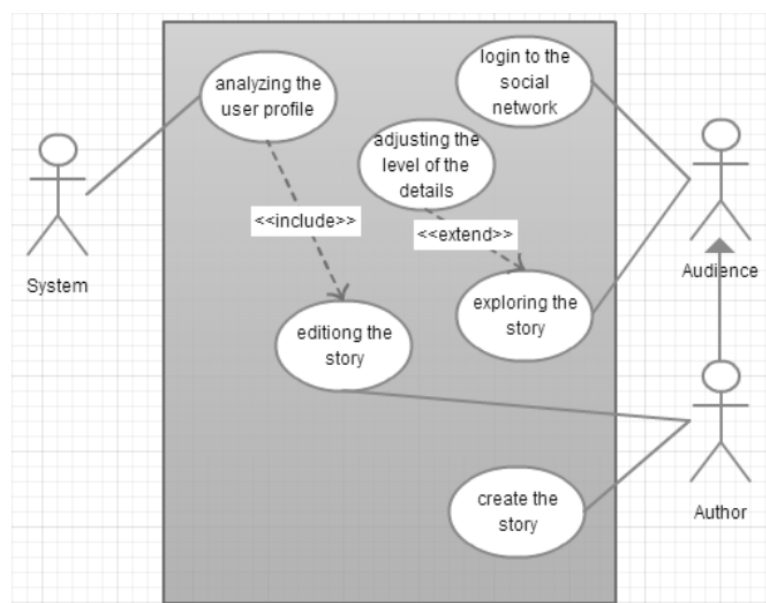 analyzing the
user profile
login to the
social
network
adjusting the
level of the
details
<<include>>
<<extend>>
System
Audience
editiong the
story
exploring the
story
create the
story
Author